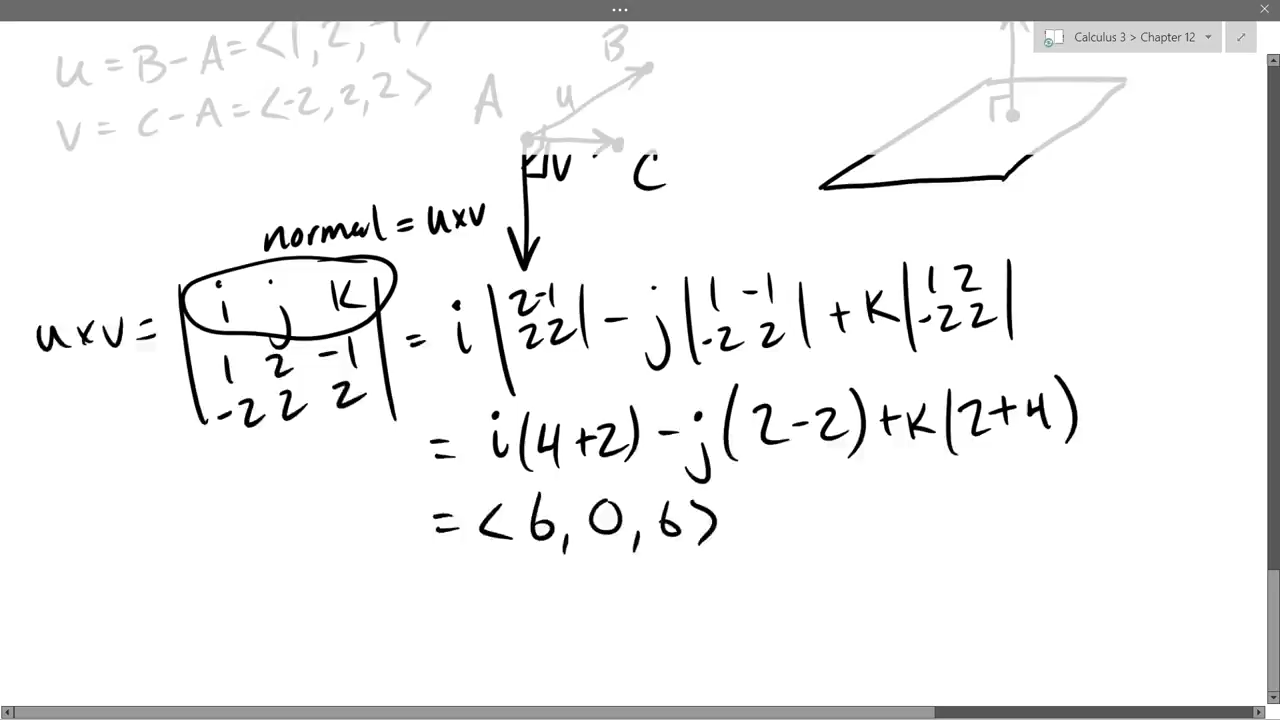 ...
Calculus 3 > Chapter 12
u = B - A = <1, 2, -1>
v = C - A = <-2, 2, 2>
A
B
u
v
C
normal = uxv
uxv = | i j k | = i | 2 -1 | - j | 1 -1 | + k | 1 2 |
1 2 -1
2 2
-2 2
-2 2
-2 2 2
= i(4+2) - j(2-2) + k(2+4)
= <6, 0, 6>